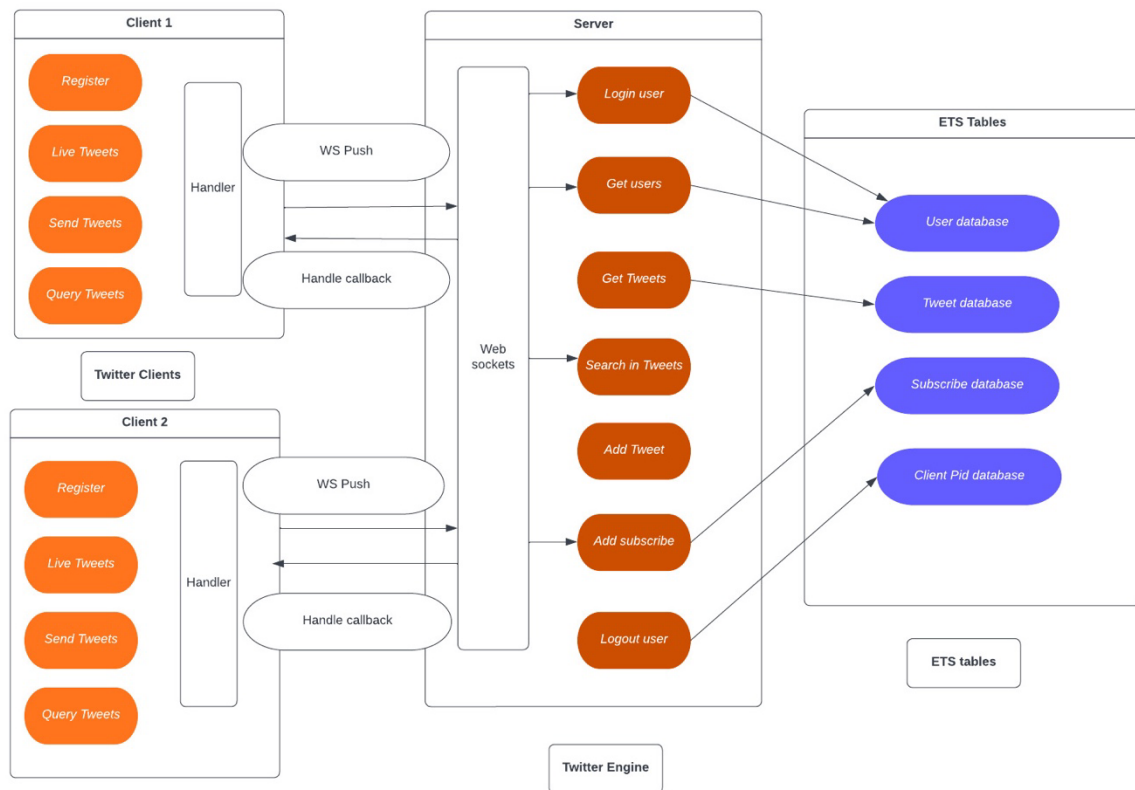 Client 1
Register
Live Tweets
Send Tweets
Query Tweets
Handler
WS Push
Handle callback
Twitter Clients
Client 2
Register
Live Tweets
Send Tweets
Query Tweets
Handler
WS Push
Handle callback
Server
Web
sockets
Login user
Get users
Get Tweets
Search in Tweets
Add Tweet
Add subscribe
Logout user
Twitter Engine
ETS Tables
User database
Tweet database
Subscribe database
Client Pid database
ETS tables